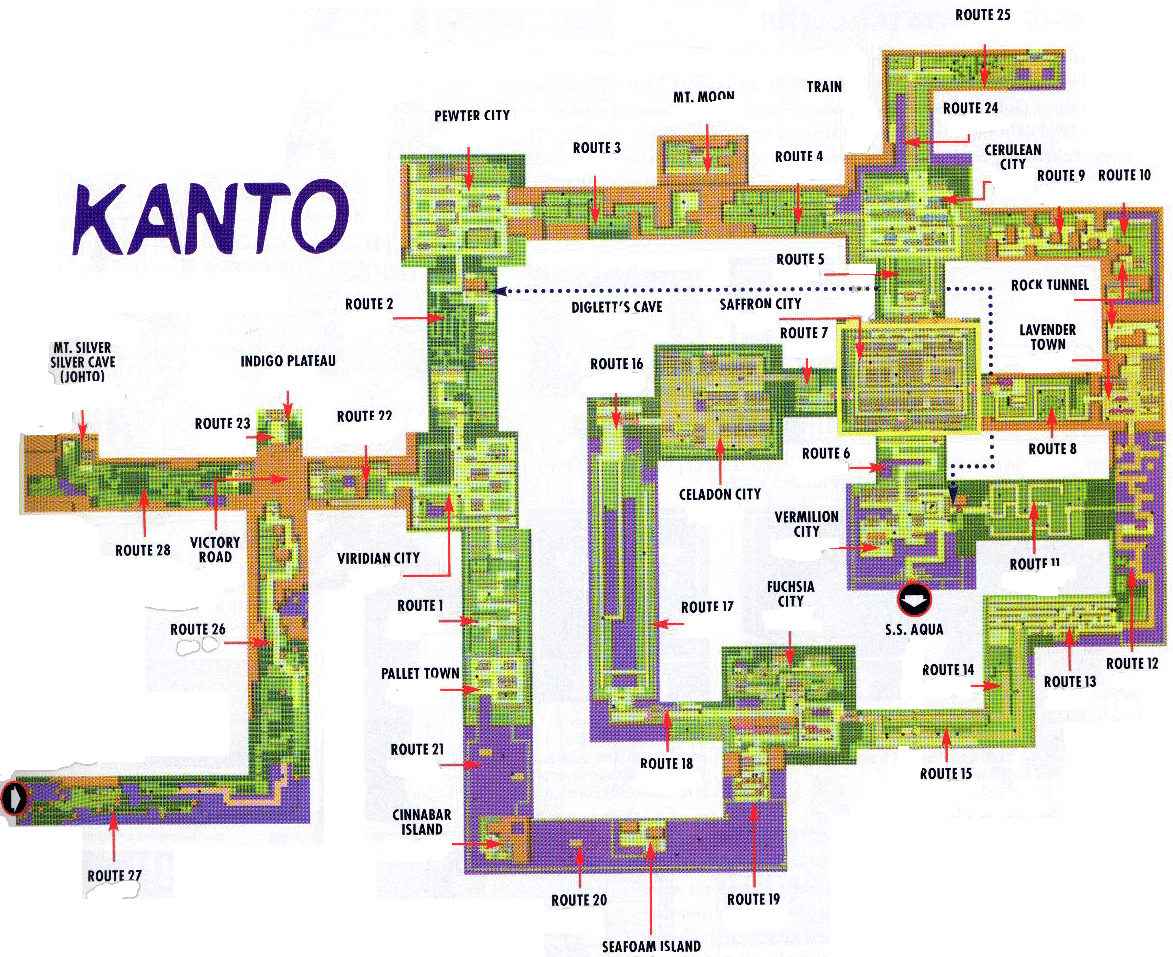 ROUTE 25
TRAIN
MT. MOON
ROUTE 24
PEWTER CITY
ROUTE 3
ROUTE 4
CERULEAN
CITY
ROUTE 9
ROUTE 10
KANTO
ROUTE 5
ROUTE 2
DIGLETT'S CAVE
SAFFRON CITY
ROCK TUNNEL
ROUTE 7
LAVENDER
TOWN
MT. SILVER
SILVER CAVE
(JOHTO)
INDIGO PLATEAU
ROUTE 16
ROUTE 23
ROUTE 22
ROUTE 8
ROUTE 6
CELADON CITY
VERMILION
CITY
ROUTE 28
VICTORY
ROAD
VIRIDIAN CITY
ROUTE 11
FUCHSIA
CITY
ROUTE 1
ROUTE 17
ROUTE 26
S.S. AQUA
PALLET TOWN
ROUTE 14
ROUTE 13
ROUTE 12
ROUTE 21
ROUTE 18
ROUTE 15
CINNABAR
ISLAND
ROUTE 27
ROUTE 20
ROUTE 19
SEAFOAM ISLAND